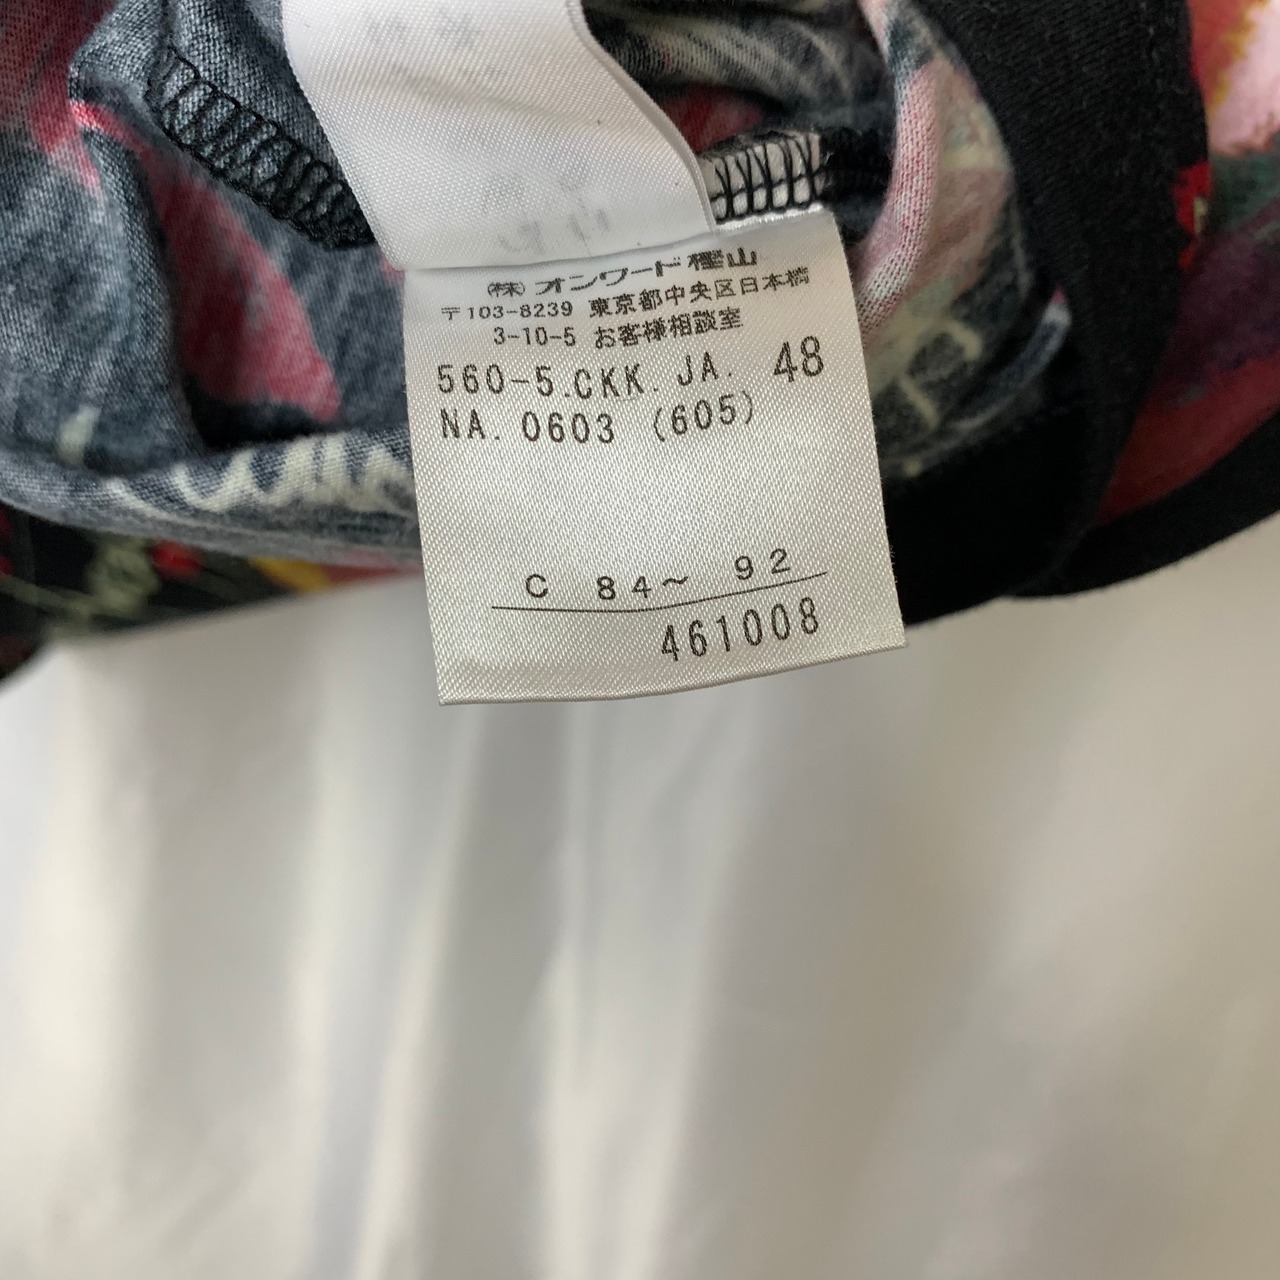 (株)オンワード樫山
〒103-8239 東京都中央区日本橋
3-10-5 お客様相談室
560-5.CKK. JA. 48
NA. 0603 (605)
C 84～ 92
461008